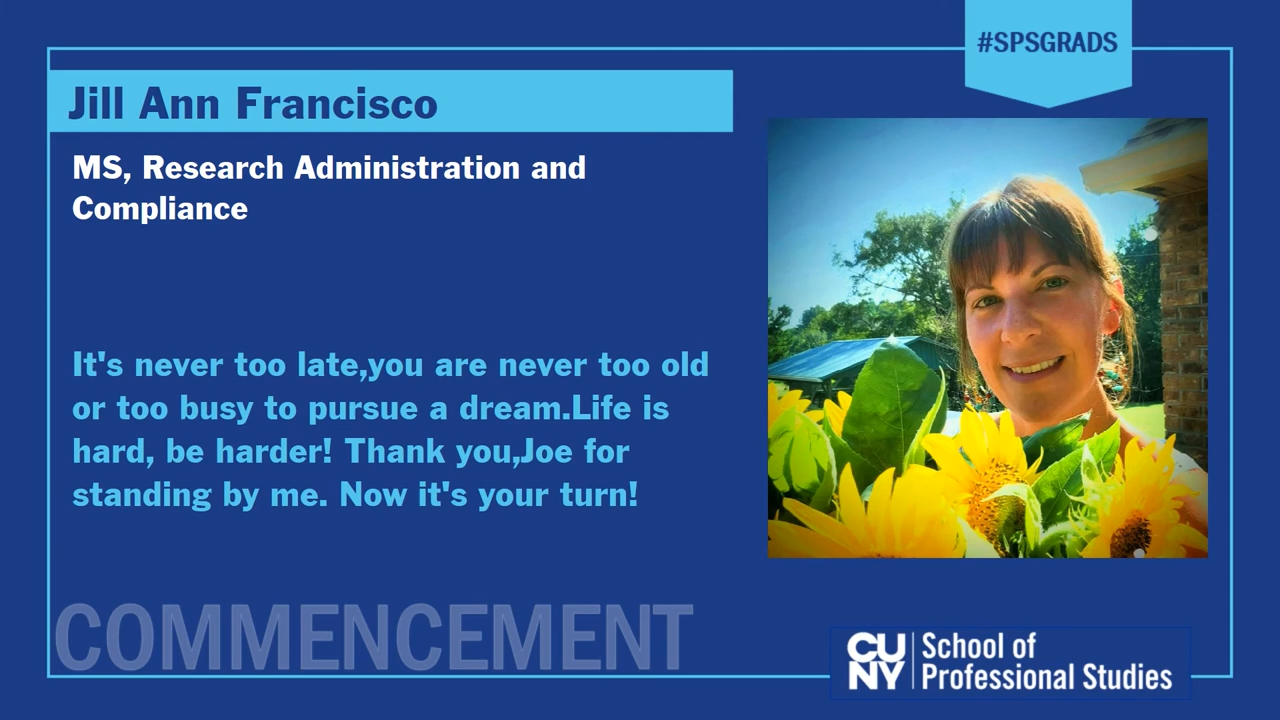 #SPSGRADS
Jill Ann Francisco
MS, Research Administration and
Compliance
It's never too late,you are never too old
or too busy to pursue a dream.Life is
hard, be harder! Thank you,Joe for
standing by me. Now it's your turn!
COMMENCEMENT
CU
NY
School of
Professional Studies